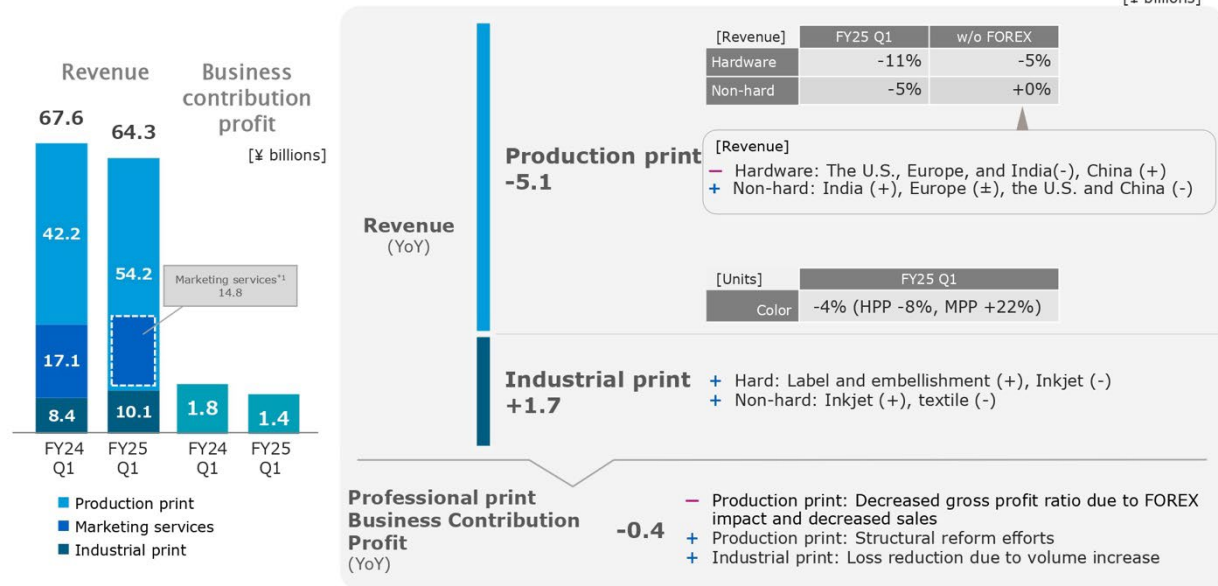 [¥ billions]
Revenue
Business
contribution
profit
[¥ billions]
67.6
64.3
42.2
54.2
Marketing services*1
14.8
17.1
8.4
10.1
1.8
1.4
FY24
Q1
FY25
Q1
FY24
Q1
FY25
Q1
Production print
Marketing services
Industrial print
Revenue
(YoY)
Production print
-5.1
[Revenue] FY25 Q1 w/o FOREX
Hardware -11% -5%
Non-hard -5% +0%
[Revenue]
− Hardware: The U.S., Europe, and India(-), China (+)
+ Non-hard: India (+), Europe (±), the U.S. and China (-)
[Units] FY25 Q1
Color -4% (HPP -8%, MPP +22%)
Industrial print
+1.7
+ Hard: Label and embellishment (+), Inkjet (-)
+ Non-hard: Inkjet (+), textile (-)
Professional print
Business Contribution
Profit
(YoY)
-0.4
− Production print: Decreased gross profit ratio due to FOREX
impact and decreased sales
+ Production print: Structural reform efforts
+ Industrial print: Loss reduction due to volume increase